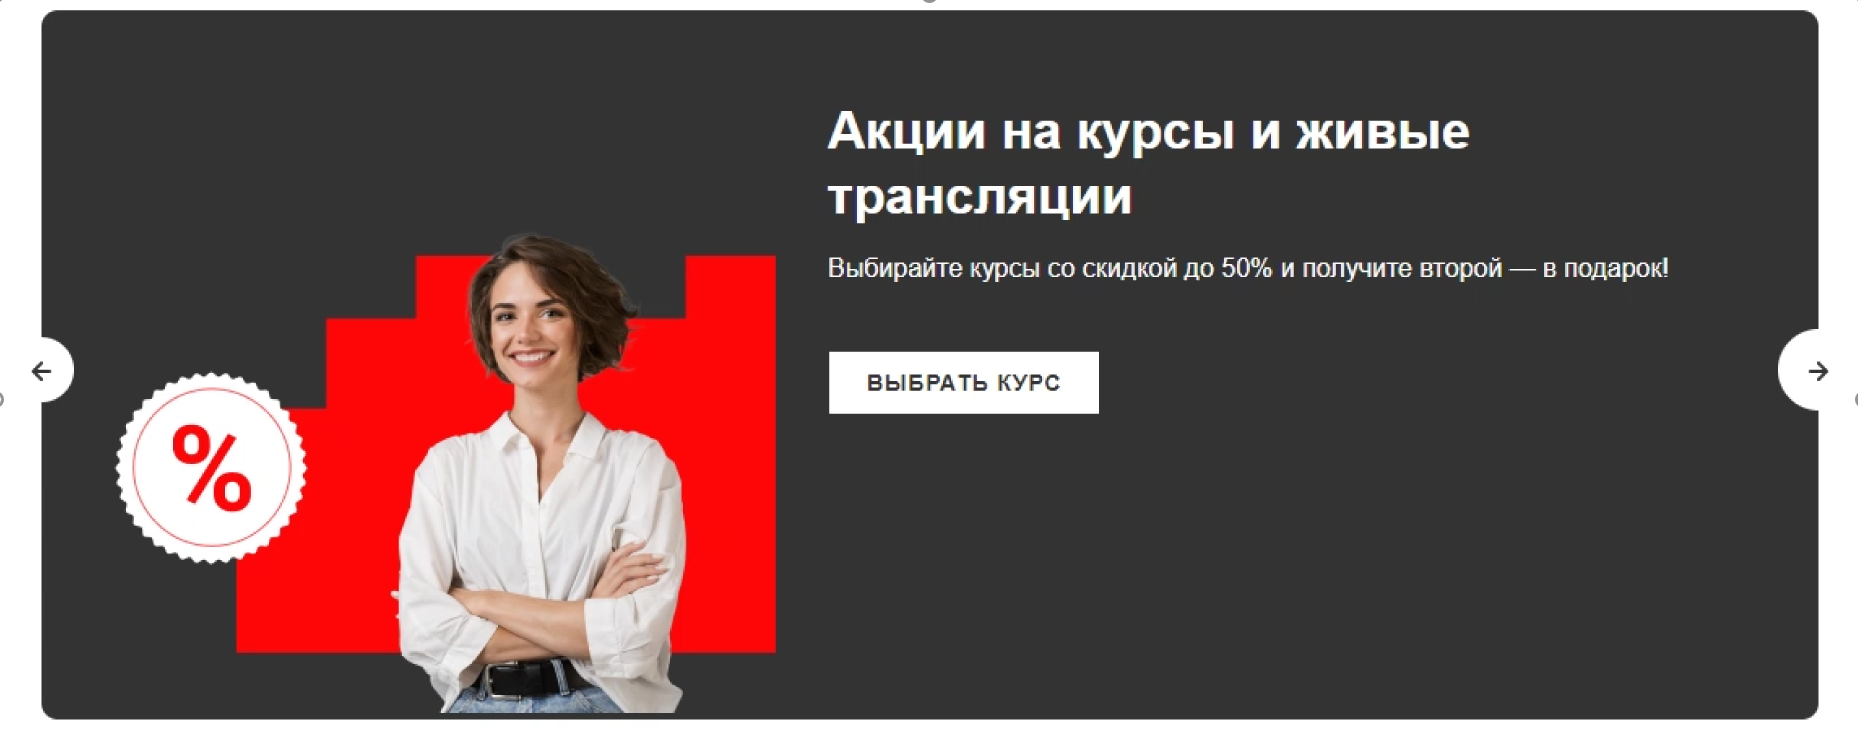 Акции на курсы и живые
трансляции
Выбирайте курсы со скидкой до 50% и получите второй — в подарок!
ВЫБРАТЬ КУРС
%